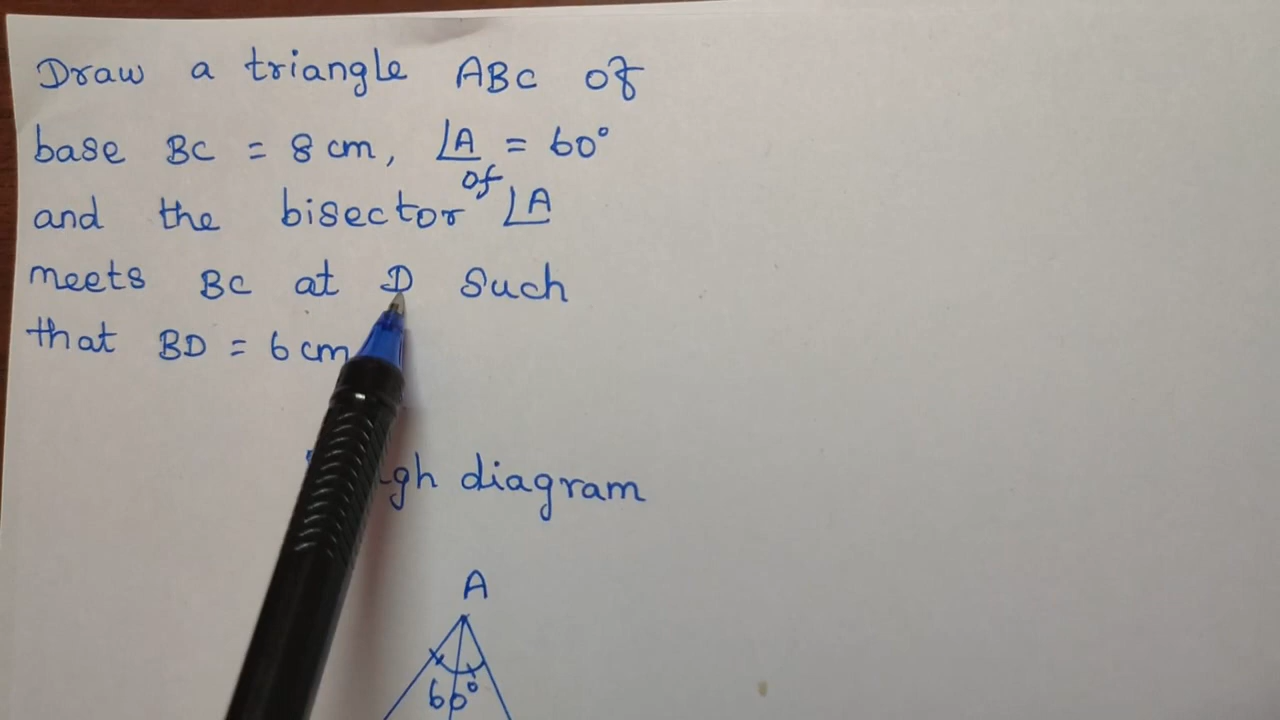 Draw a triangle ABC of
base BC = 8 cm, ∠A = 60°
and the bisector of ∠A
meets BC at D such
that BD = 6 cm
diagram
A
60°